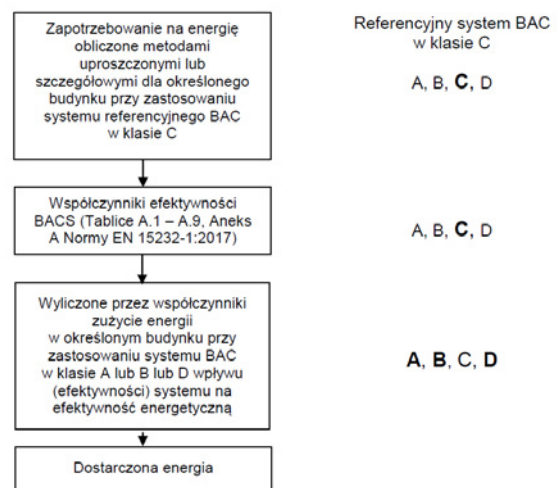 Zapotrzebowanie na energię
obliczone metodami
uproszczonymi lub
szczegółowymi dla określonego
budynku przy zastosowaniu
systemu referencyjnego BAC
w klasie C
Referencyjny system BAC
w klasie C
A, B, C, D
Współczynniki efektywności
BACS (Tablice A.1 – A.9, Aneks
A Normy EN 15232-1:2017)
A, B, C, D
Wyliczone przez współczynniki
zużycie energii
w określonym budynku przy
zastosowaniu systemu BAC
w klasie A lub B lub D wpływu
(efektywności) systemu na
efektywność energetyczną
A, B, C, D
Dostarczona energia